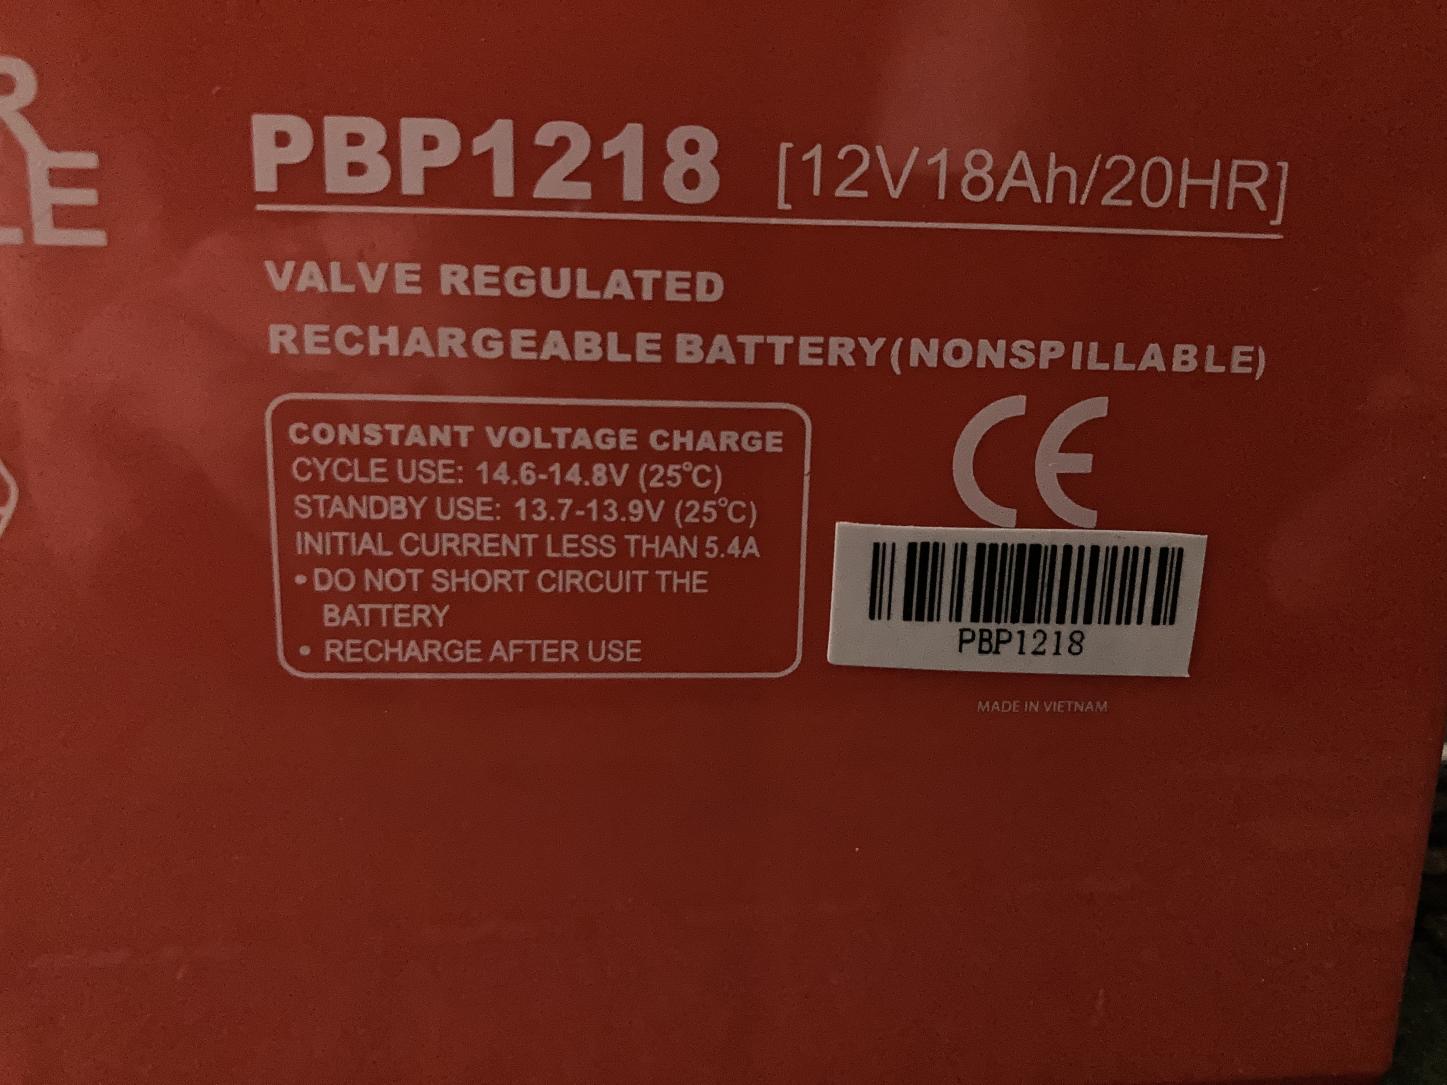 R
LE
PBP1218 [12V18Ah/20HR]
VALVE REGULATED
RECHARGEABLE BATTERY(NONSPILLABLE)
CONSTANT VOLTAGE CHARGE
CYCLE USE: 14.6-14.8V (25°C)
STANDBY USE: 13.7-13.9V (25°C)
INITIAL CURRENT LESS THAN 5.4A
• DO NOT SHORT CIRCUIT THE
BATTERY
• RECHARGE AFTER USE
CE
PBP1218
MADE IN VIETNAM